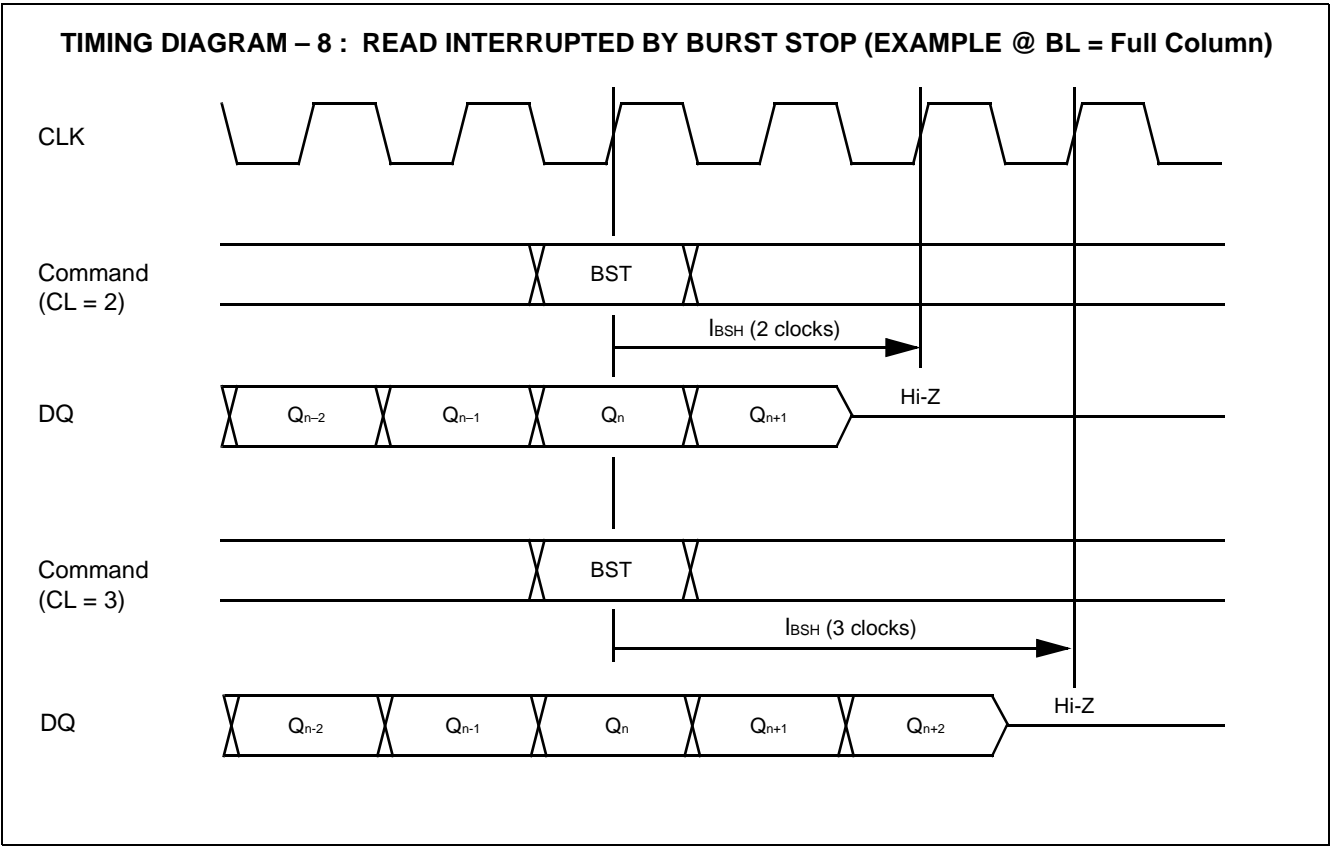 TIMING DIAGRAM – 8 : READ INTERRUPTED BY BURST STOP (EXAMPLE @ BL = Full Column)
CLK
Command
(CL = 2)
BST
IBSH (2 clocks)
DQ
Qn–2
Qn–1
Qn
Qn+1
Hi-Z
Command
(CL = 3)
BST
IBSH (3 clocks)
DQ
Qn-2
Qn-1
Qn
Qn+1
Qn+2
Hi-Z